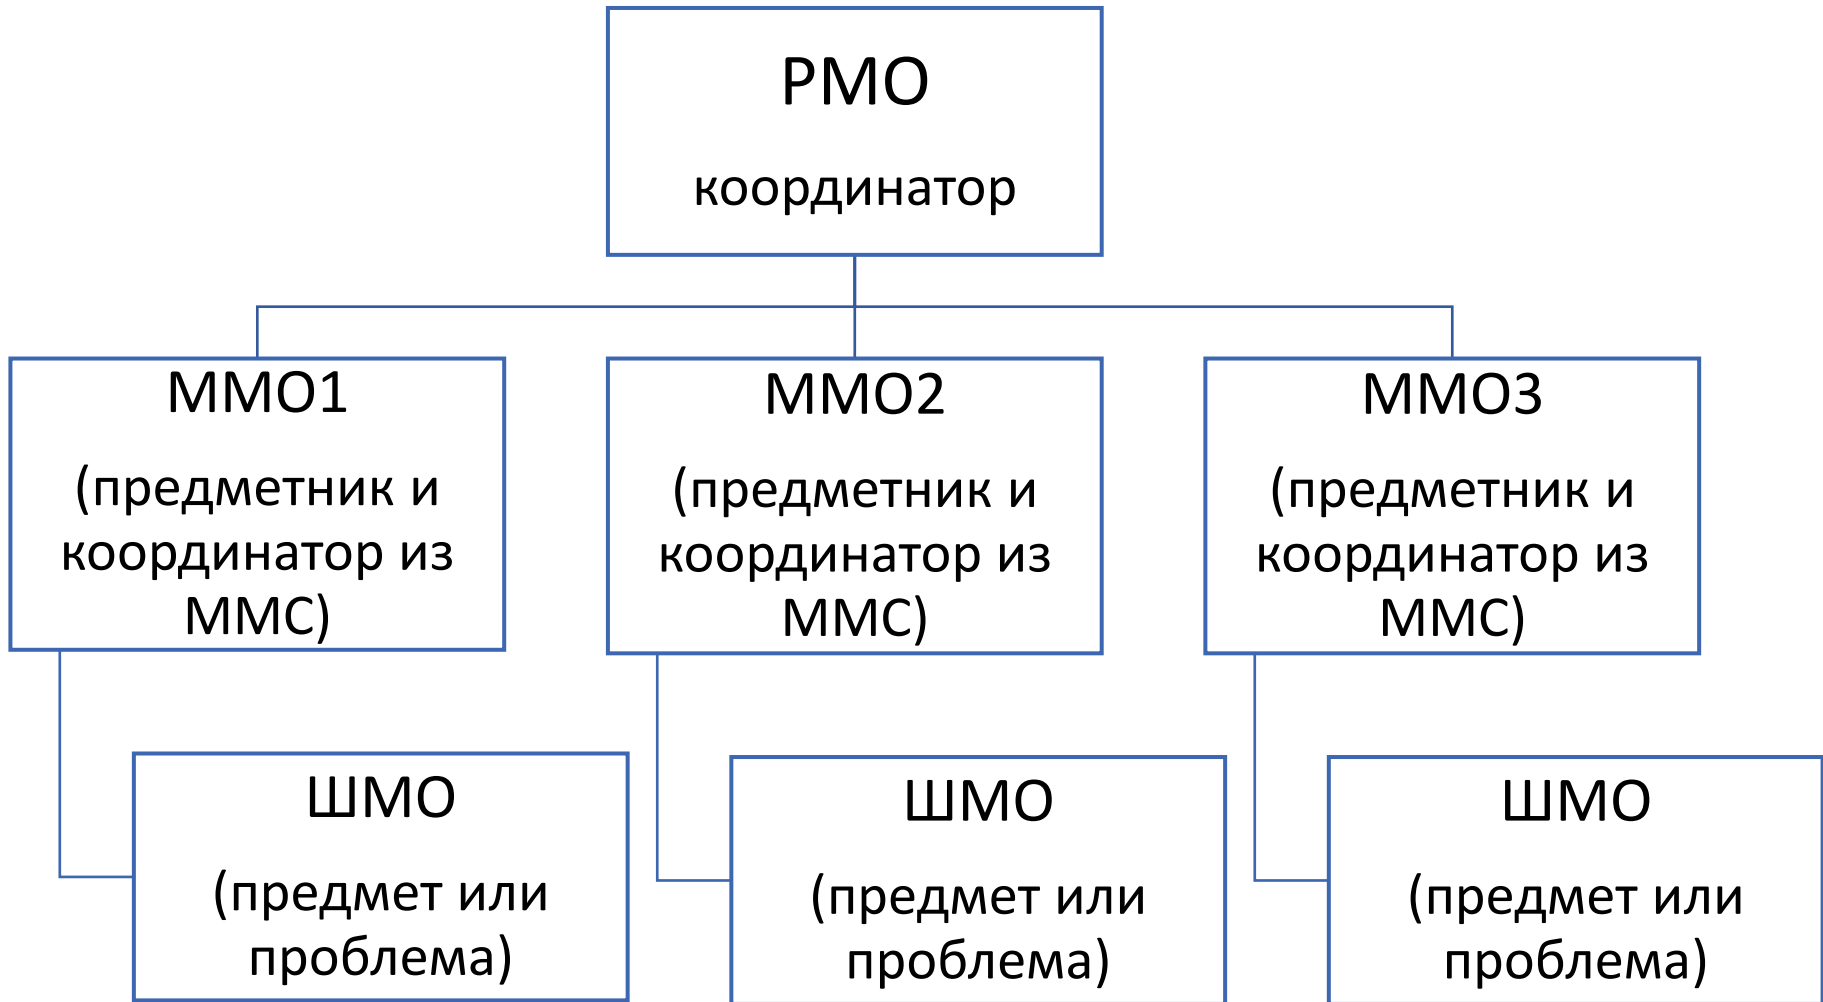 РМО
координатор
ММО1
(предметник и
координатор из
ММС)
ММО2
(предметник и
координатор из
ММС)
ММО3
(предметник и
координатор из
ММС)
ШМО
(предмет или
проблема)
ШМО
(предмет или
проблема)
ШМО
(предмет или
проблема)